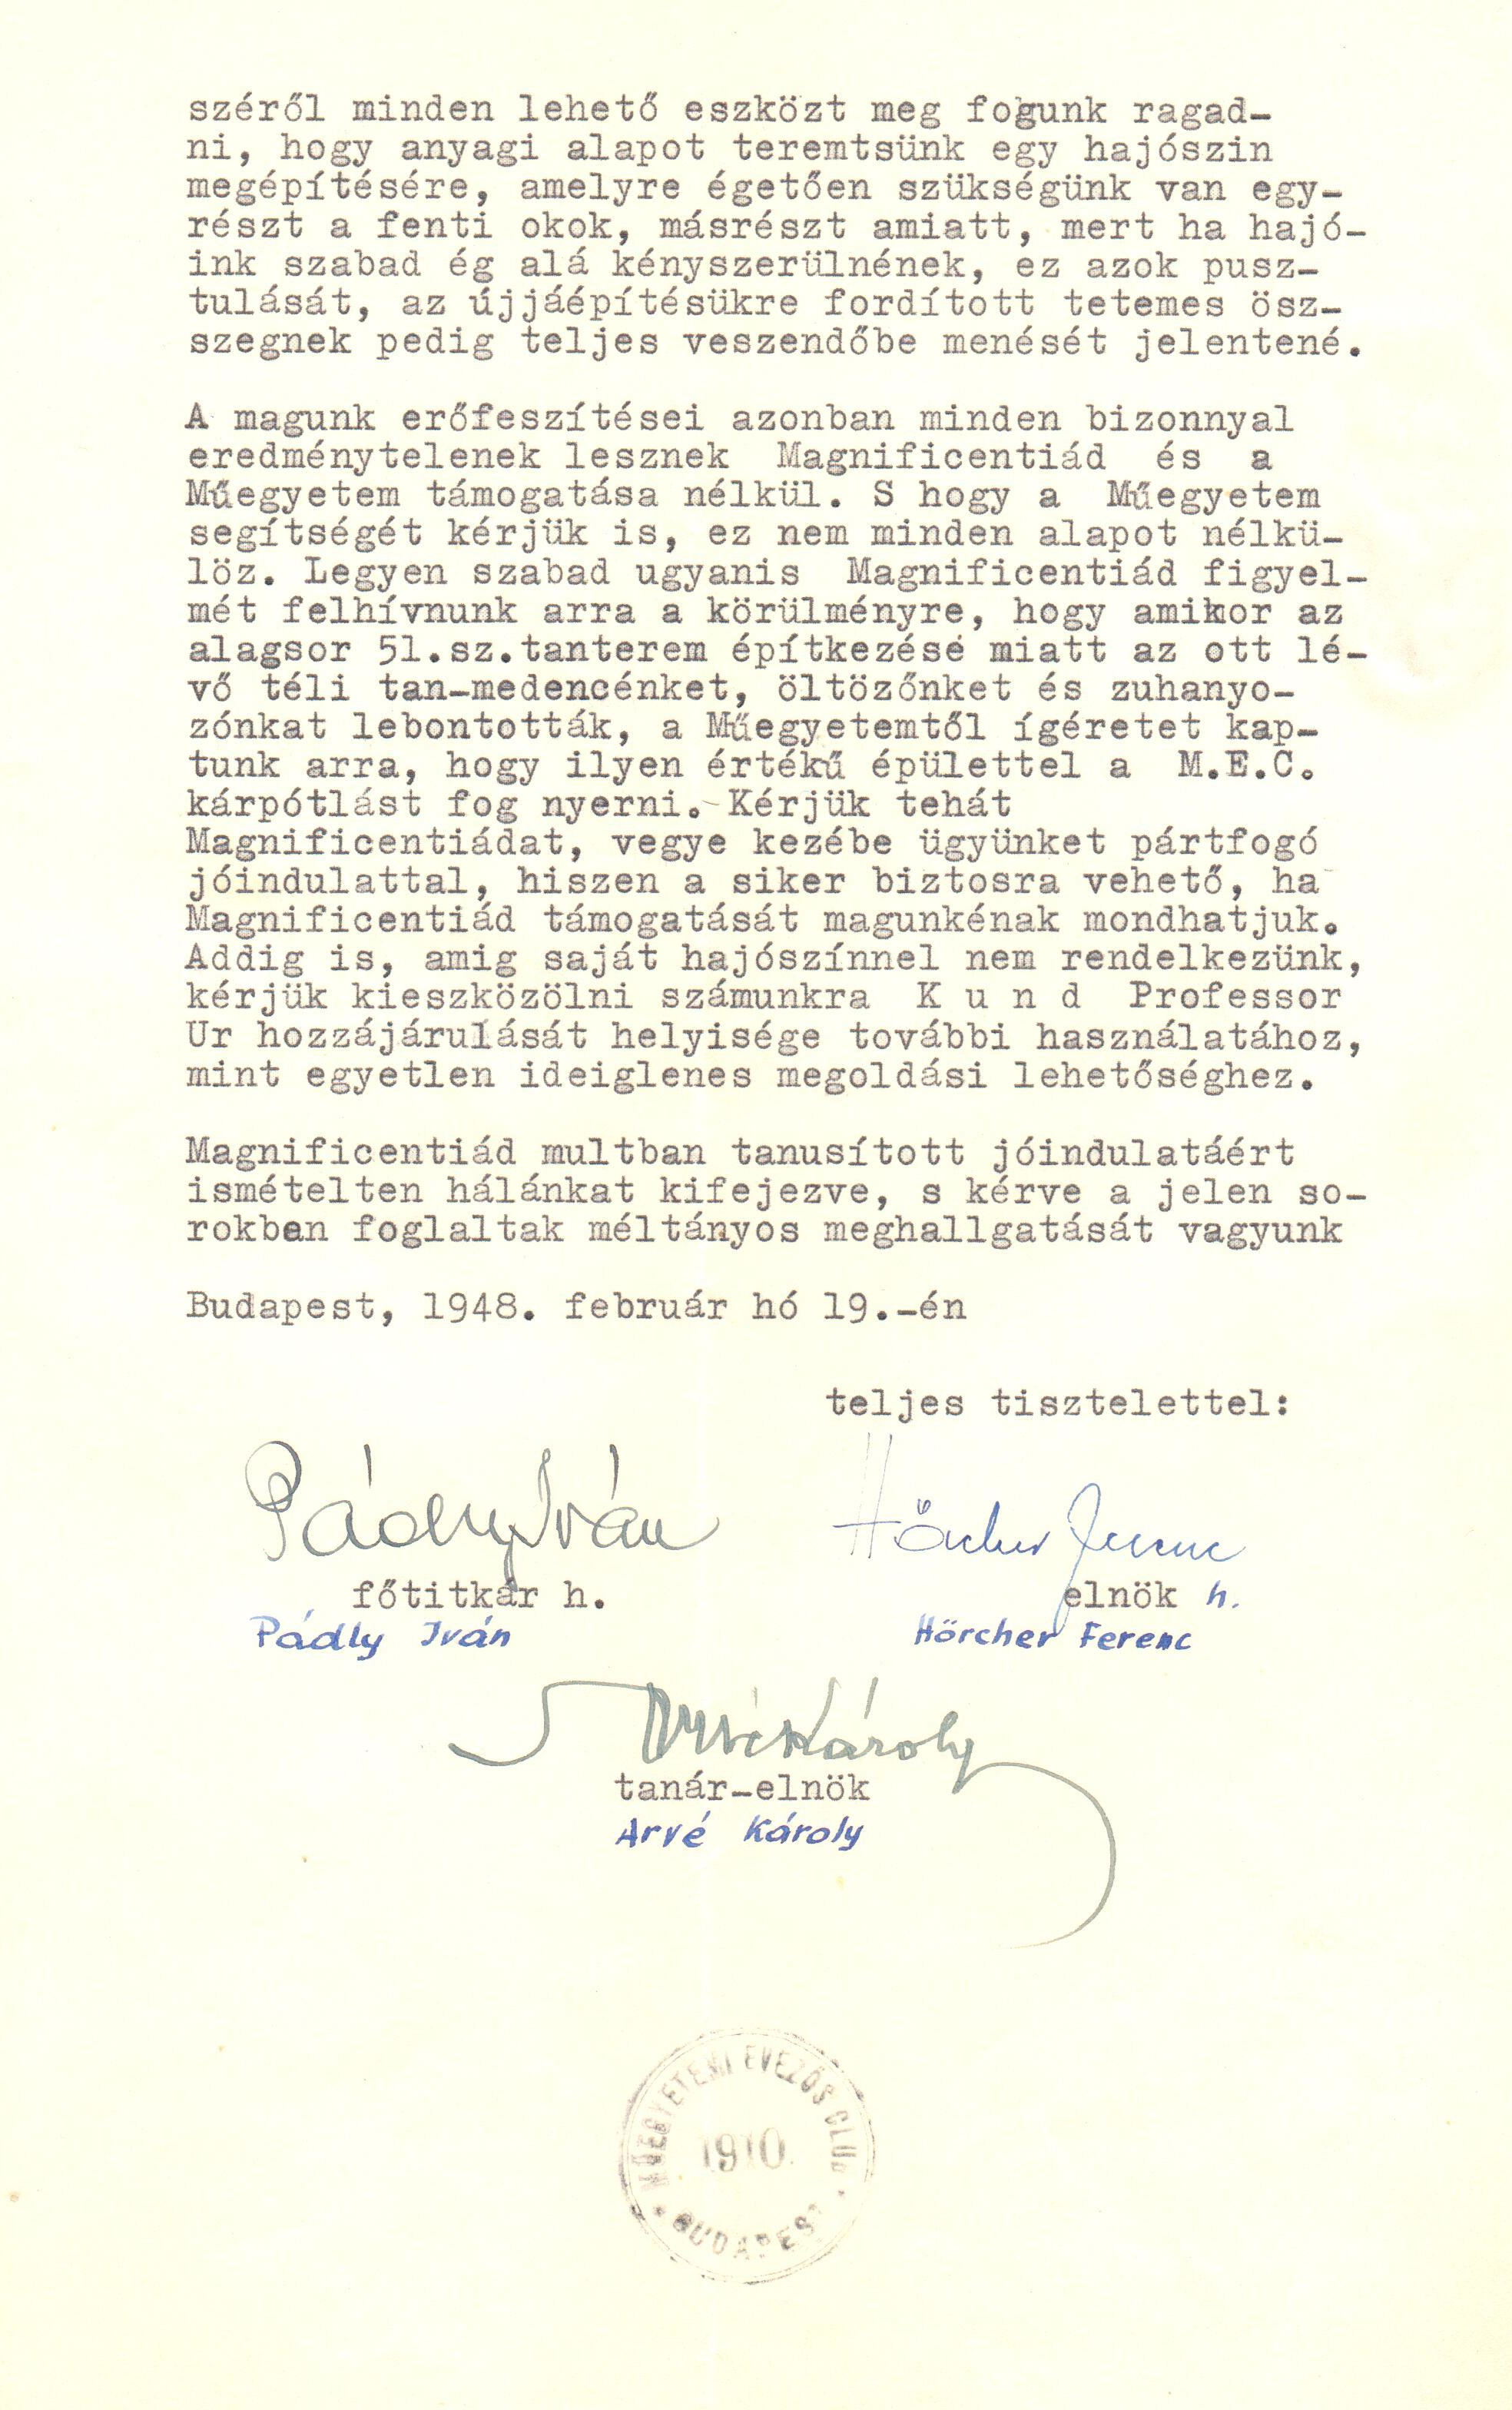 széről minden lehető eszközt meg fogunk ragad-
ni, hogy anyagi alapot teremtsünk egy hajószin
megépítésére, amelyre égetően szükségünk van egy-
részt a fenti okok, másrészt amiatt, mert ha hajó-
ink szabad ég alá kényszerülnének, ez azok pusz-
tulását, az újjáépítésükre fordított tetemes ösz-
szegnek pedig teljes veszendőbe menését jelentené.
A magunk erőfeszítései azonban minden bizonnyal
eredménytelenek lesznek Magnificentiád és a
Műegyetem támogatása nélkül. S hogy a Műegyetem
segítségét kérjük is, ez nem minden alapot nélkü-
löz. Legyen szabad ugyanis Magnificentiád figyel-
mét felhívnunk arra a körülményre, hogy amikor az
alagsor 51.sz.tanterem építkezése miatt az ott lé-
vő téli tan-medencénket, öltözőnket és zuhanyo-
zónkat lebontották, a Műegyetemtől ígéretet kap-
tunk arra, hogy ilyen értékű épülettel a M.E.C.
kárpótlást fog nyerni. Kérjük tehát
Magnificentiádat, vegye kezébe ügyünket pártfogó
jóindulattal, hiszen a siker biztosra vehető, ha
Magnificentiád támogatását magunkénak mondhatjuk.
Addig is, amig saját hajószínnel nem rendelkezünk,
kérjük kieszközölni számunkra K u n d Professor
Ur hozzájárulását helyisége további használatához,
mint egyetlen ideiglenes megoldási lehetőséghez.
Magnificentiád multban tanusított jóindulatáért
ismételten hálánkat kifejezve, s kérve a jelen so-
rokban foglaltak méltányos meghallgatását vagyunk
Budapest, 1948. február hó 19.-én
teljes tisztelettel:
Pádly Iván Hörcher Ferenc
főtitkár h. elnök h.
Pádly Iván Hörcher Ferenc
Arvé Károly
tanár-elnök
Arvé Károly
MŰEGYETEMI EVEZŐS CLUB
1910.
BUDAPEST